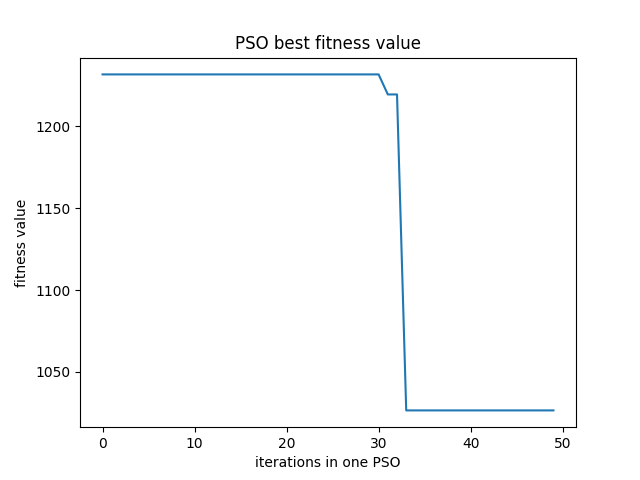 PSO best fitness value
1200
1150
1100
1050
fitness value
0 10 20 30 40 50
iterations in one PSO